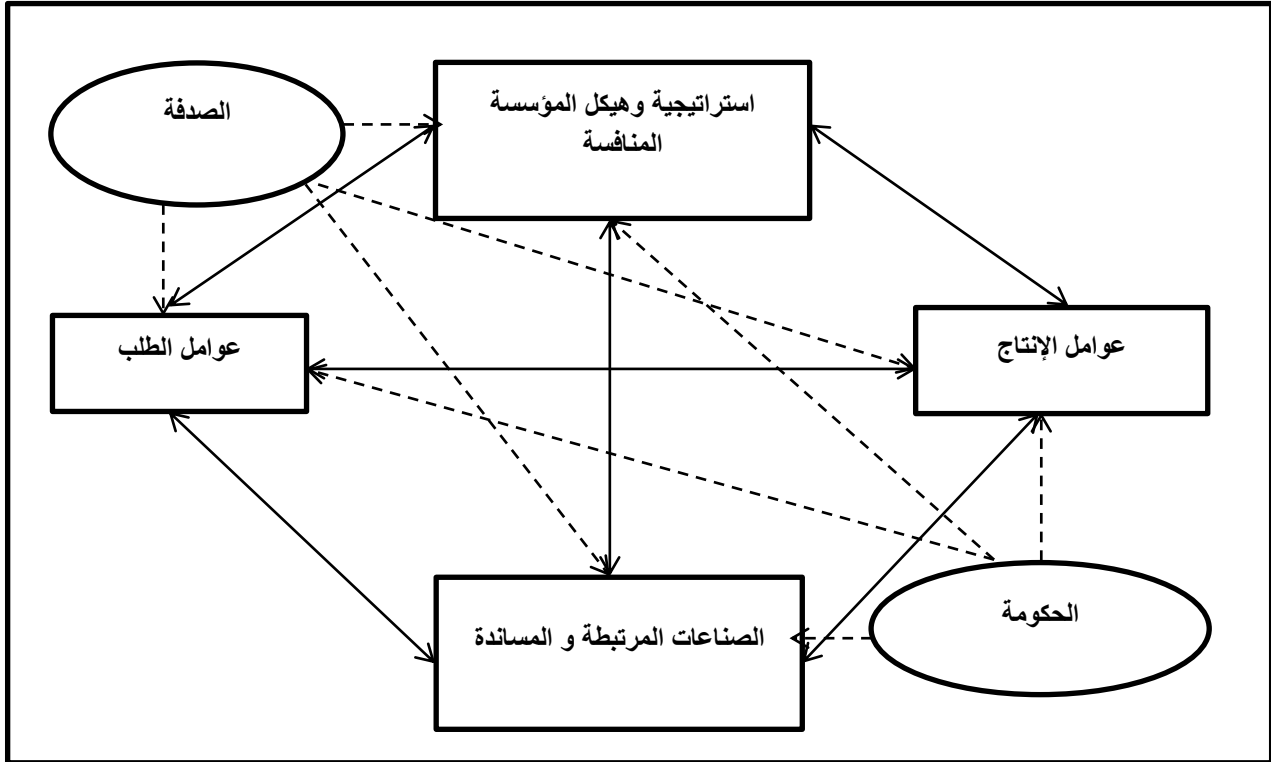 الصدفة
استراتيجية وهيكل المؤسسة
المنافسة
عوامل الإنتاج
عوامل الطلب
الحكومة
الصناعات المرتبطة و المساندة